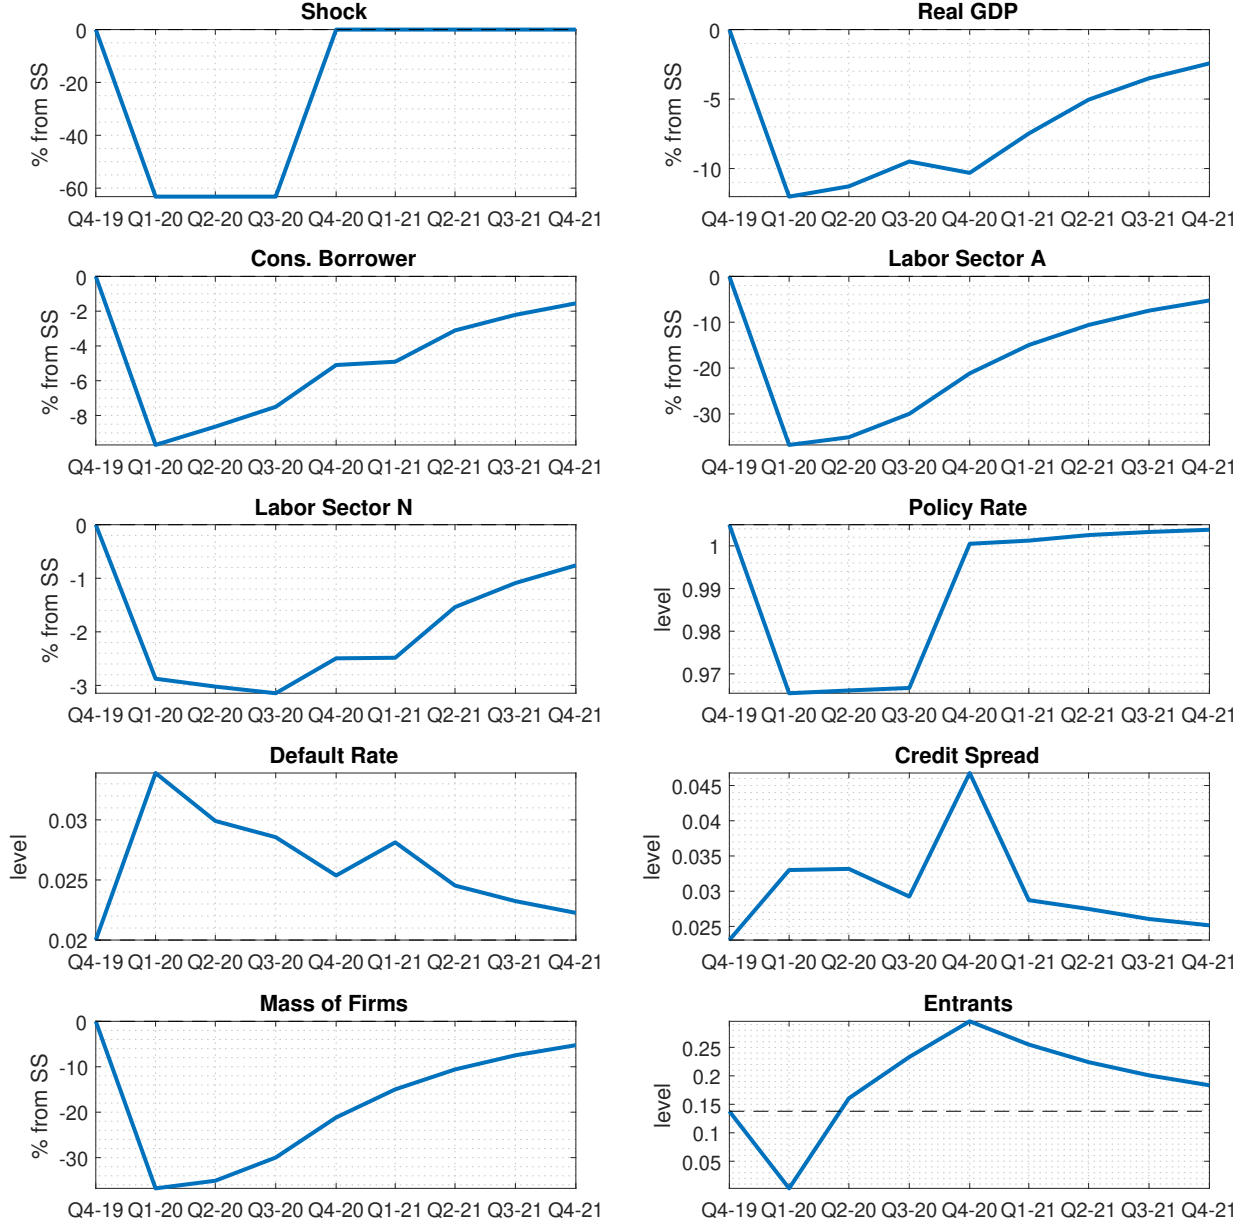 Shock
% from SS
0
-20
-40
-60
Q4-19 Q1-20 Q2-20 Q3-20 Q4-20 Q1-21 Q2-21 Q3-21 Q4-21
Real GDP
% from SS
0
-5
-10
Q4-19 Q1-20 Q2-20 Q3-20 Q4-20 Q1-21 Q2-21 Q3-21 Q4-21
Cons. Borrower
% from SS
0
-2
-4
-6
-8
Q4-19 Q1-20 Q2-20 Q3-20 Q4-20 Q1-21 Q2-21 Q3-21 Q4-21
Labor Sector A
% from SS
0
-10
-20
-30
Q4-19 Q1-20 Q2-20 Q3-20 Q4-20 Q1-21 Q2-21 Q3-21 Q4-21
Labor Sector N
% from SS
0
-1
-2
-3
Q4-19 Q1-20 Q2-20 Q3-20 Q4-20 Q1-21 Q2-21 Q3-21 Q4-21
Policy Rate
level
1
0.99
0.98
0.97
Q4-19 Q1-20 Q2-20 Q3-20 Q4-20 Q1-21 Q2-21 Q3-21 Q4-21
Default Rate
level
0.03
0.025
0.02
Q4-19 Q1-20 Q2-20 Q3-20 Q4-20 Q1-21 Q2-21 Q3-21 Q4-21
Credit Spread
level
0.045
0.04
0.035
0.03
0.025
Q4-19 Q1-20 Q2-20 Q3-20 Q4-20 Q1-21 Q2-21 Q3-21 Q4-21
Mass of Firms
% from SS
0
-10
-20
-30
Q4-19 Q1-20 Q2-20 Q3-20 Q4-20 Q1-21 Q2-21 Q3-21 Q4-21
Entrants
level
0.25
0.2
0.15
0.1
0.05
Q4-19 Q1-20 Q2-20 Q3-20 Q4-20 Q1-21 Q2-21 Q3-21 Q4-21